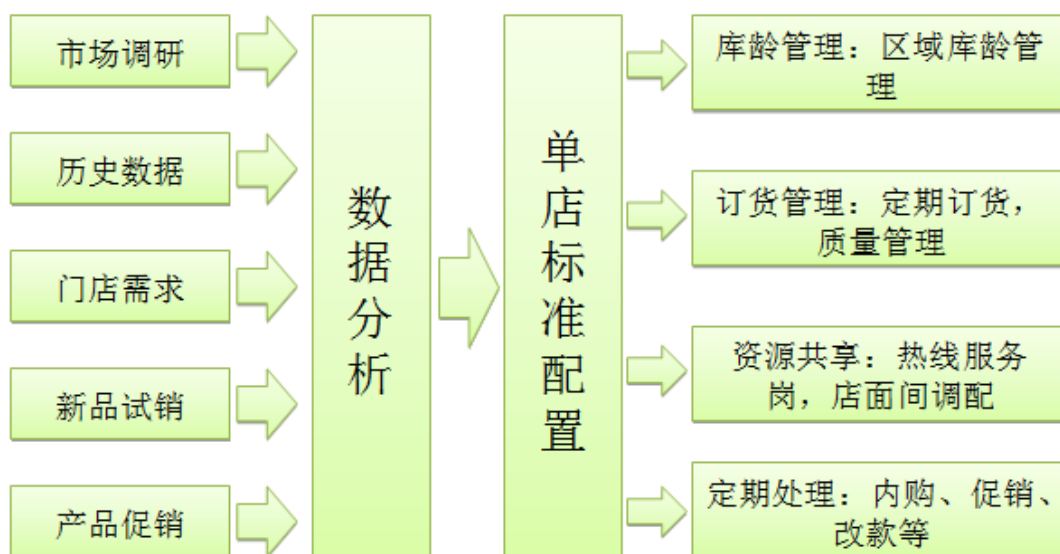 市场调研
历史数据
门店需求
新品试销
产品促销
数据分析
单店标准配置
库龄管理：区域库龄管
理
订货管理：定期订货，
质量管理
资源共享：热线服务
岗，店面间调配
定期处理：内购、促销、
改款等